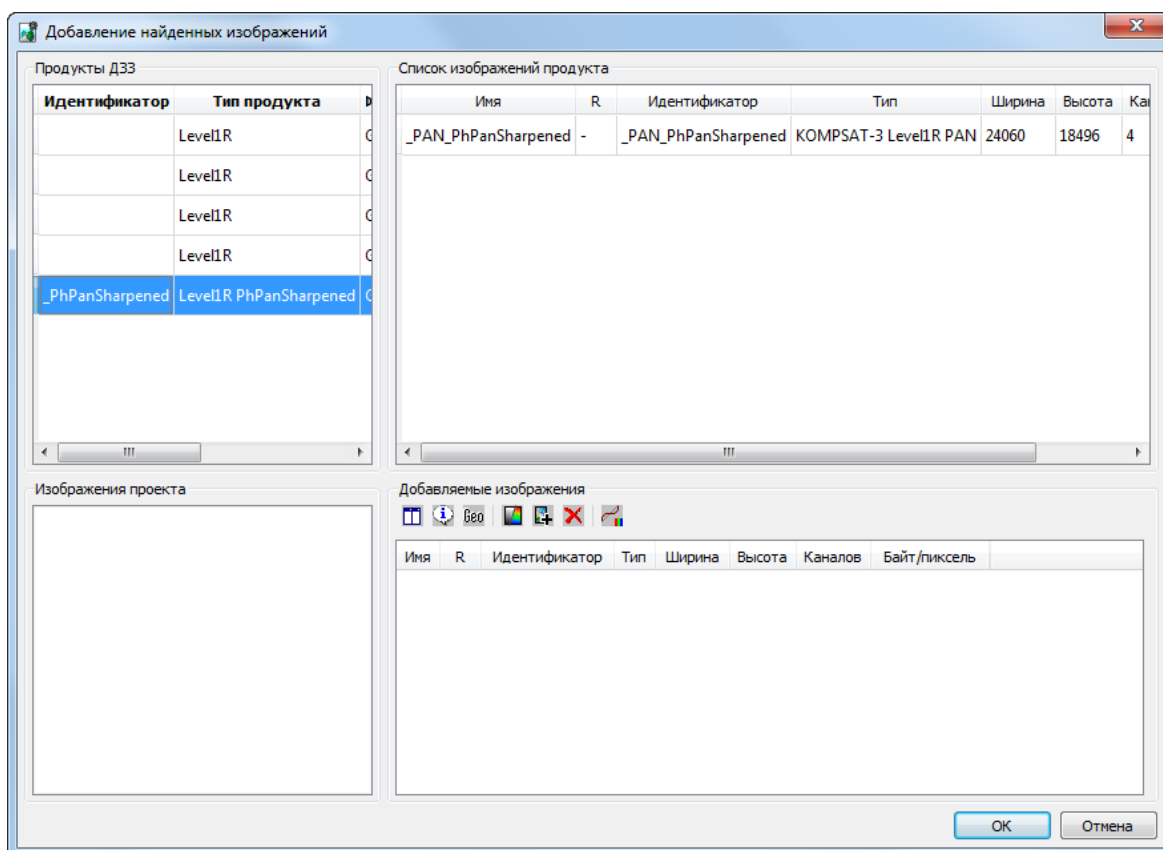 Добавление найденных изображений
Продукты ДЗЗ
Идентификатор Тип продукта
Level1R
Level1R
Level1R
Level1R
_PhPanSharpened Level1R PhPanSharpened
Список изображений продукта
Имя R Идентификатор Тип Ширина Высота
_PAN_PhPanSharpened - _PAN_PhPanSharpened KOMPSAT-3 Level1R PAN 24060 18496 4
Изображения проекта
Добавляемые изображения
Geo
Имя R Идентификатор Тип Ширина Высота Каналов Байт/пиксель
OK Отмена